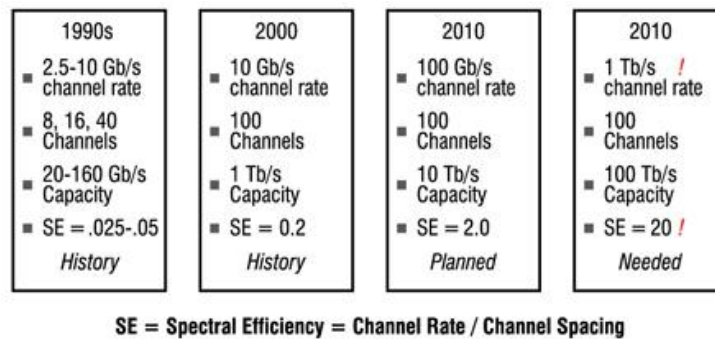 1990s
■ 2.5-10 Gb/s
channel rate
■ 8, 16, 40
Channels
■ 20-160 Gb/s
Capacity
■ SE = .025-.05
History
2000
■ 10 Gb/s
channel rate
■ 100
Channels
■ 1 Tb/s
Capacity
■ SE = 0.2
History
2010
■ 100 Gb/s
channel rate
■ 100
Channels
■ 10 Tb/s
Capacity
■ SE = 2.0
Planned
2010
■ 1 Tb/s !
channel rate
■ 100
Channels
■ 100 Tb/s
Capacity
■ SE = 20 !
Needed
SE = Spectral Efficiency = Channel Rate / Channel Spacing